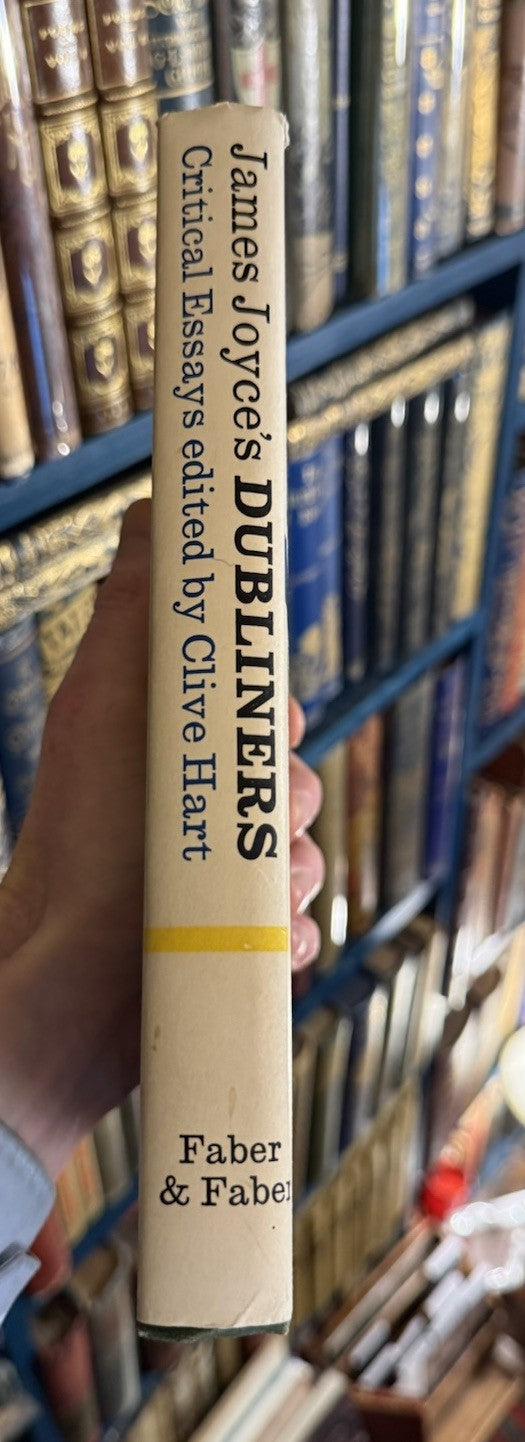 James Joyce's DUBLINERS
Critical Essays edited by Clive Hart
Faber
& Faber